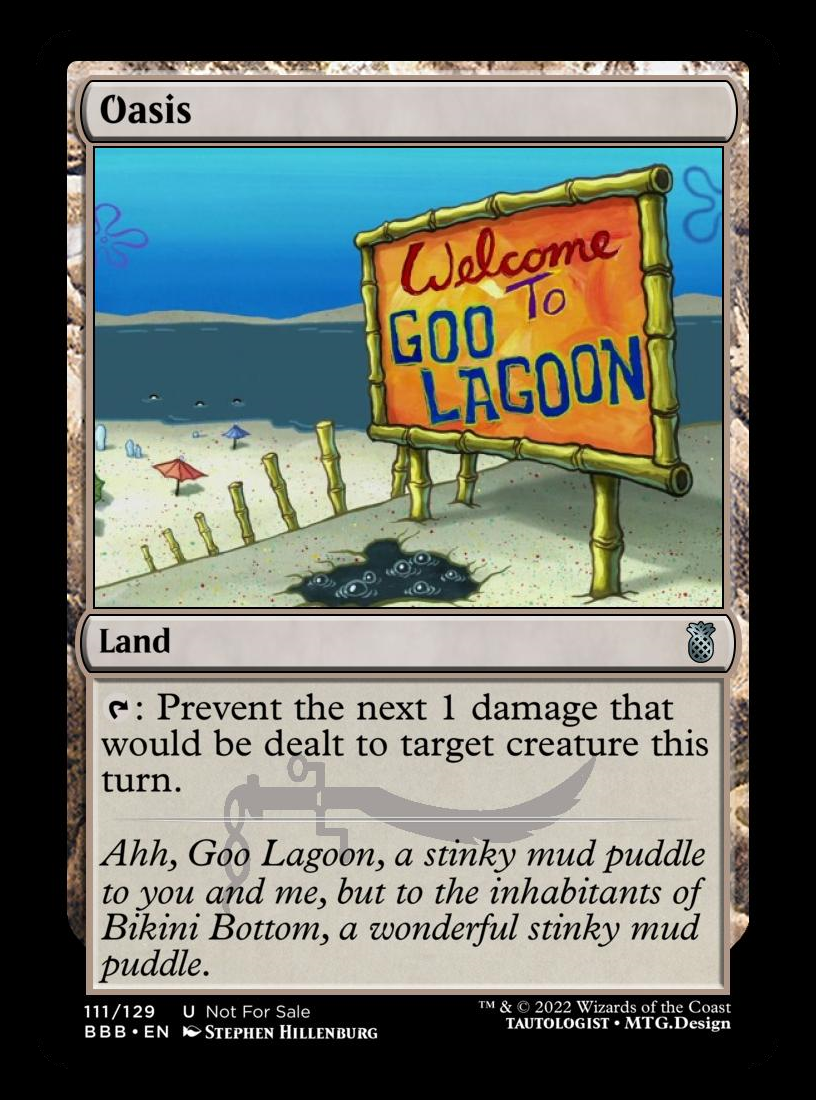 Oasis
Welcome
To
GOO
LAGOON
Land
: Prevent the next 1 damage that
would be dealt to target creature this
turn.
Ahh, Goo Lagoon, a stinky mud puddle
to you and me, but to the inhabitants of
Bikini Bottom, a wonderful stinky mud
puddle.
111/129 U Not For Sale
BBB • EN STEPHEN HILLENBURG
™ & © 2022 Wizards of the Coast
TAUTOLOGIST • MTG.Design